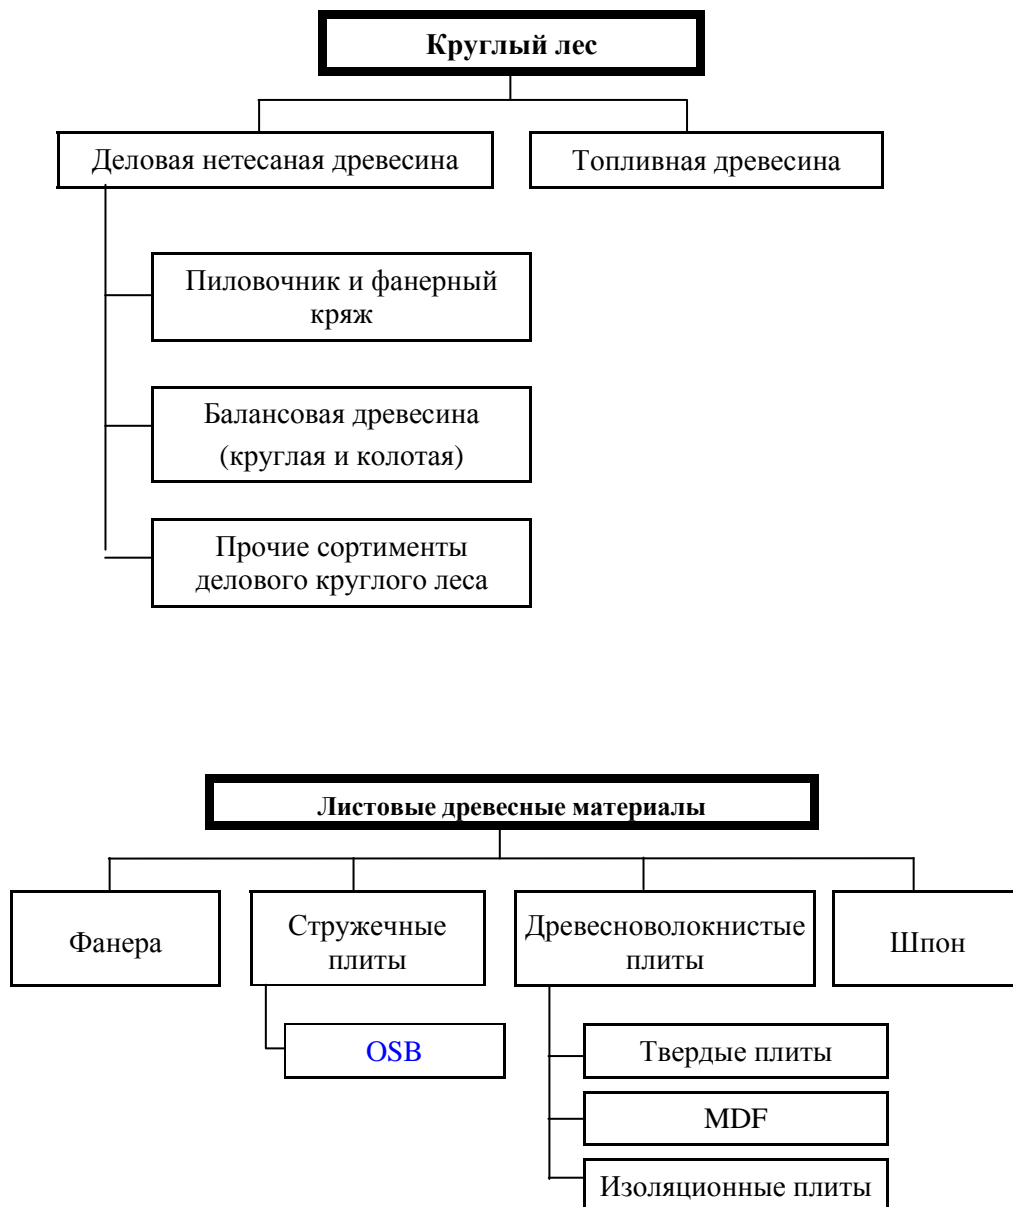 Круглый лес
Деловая нетесаная древесина
Топливная древесина
Пиловочник и фанерный
кряж
Балансовая древесина
(круглая и колотая)
Прочие сортименты
делового круглого леса
Листовые древесные материалы
Фанера
Стружечные
плиты
Древесноволокнистые
плиты
Шпон
OSB
Твердые плиты
MDF
Изоляционные плиты